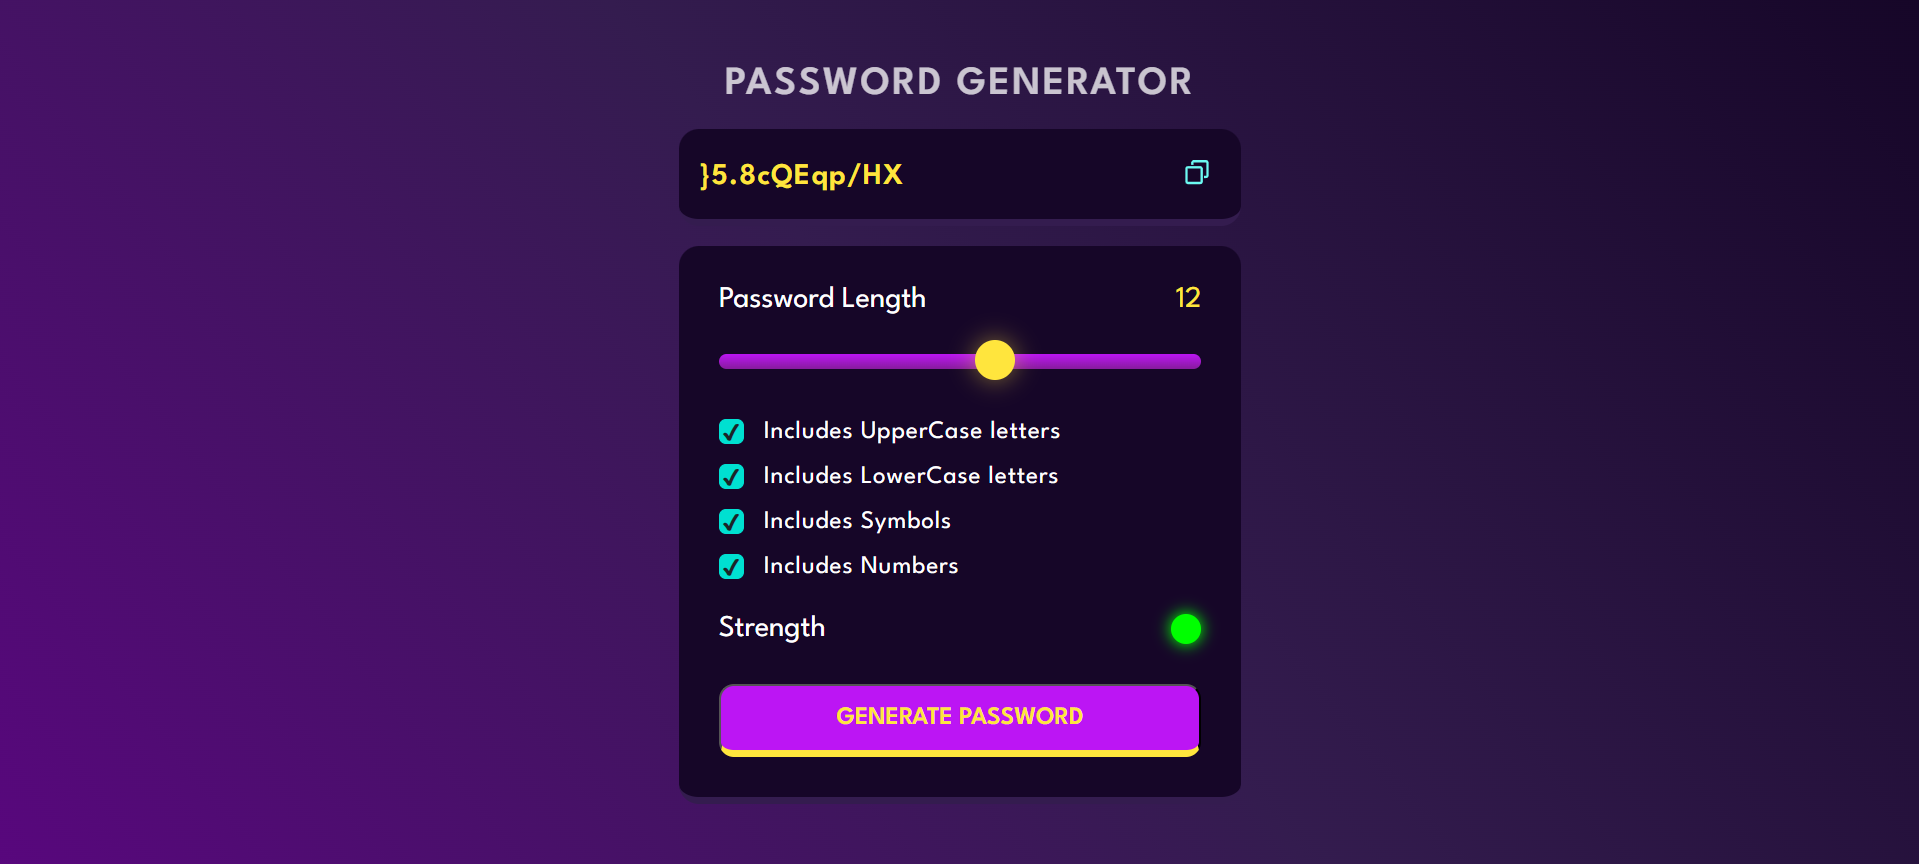 PASSWORD GENERATOR
}5.8cQEqp/HX
Password Length 12
Includes UpperCase letters
Includes LowerCase letters
Includes Symbols
Includes Numbers
Strength
GENERATE PASSWORD